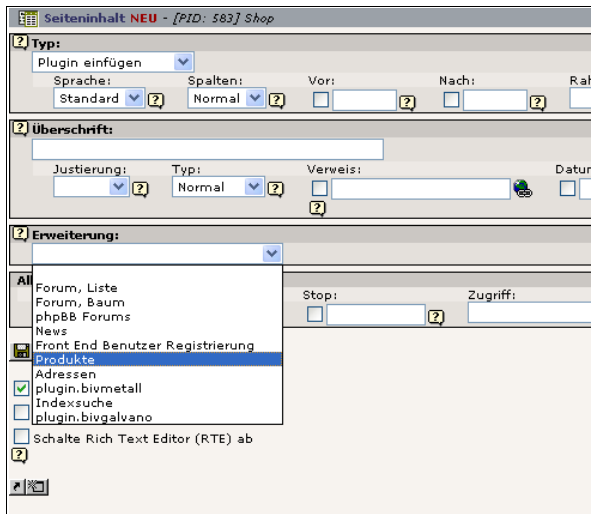 Seiteninhalt NEU - [PID: 583] Shop
Typ:
Plugin einfügen
Sprache: Spalten: Vor: Nach: Rah
Standard Normal
Überschrift:
Justierung: Typ: Verweis: Datum
Normal
Erweiterung:
All
Stop: Zugriff:
Forum, Liste
Forum, Baum
phpBB Forums
News
Front End Benutzer Registrierung
Produkte
Adressen
plugin.bivmetall
Indexsuche
plugin.bivgalvano
Schalte Rich Text Editor (RTE) ab